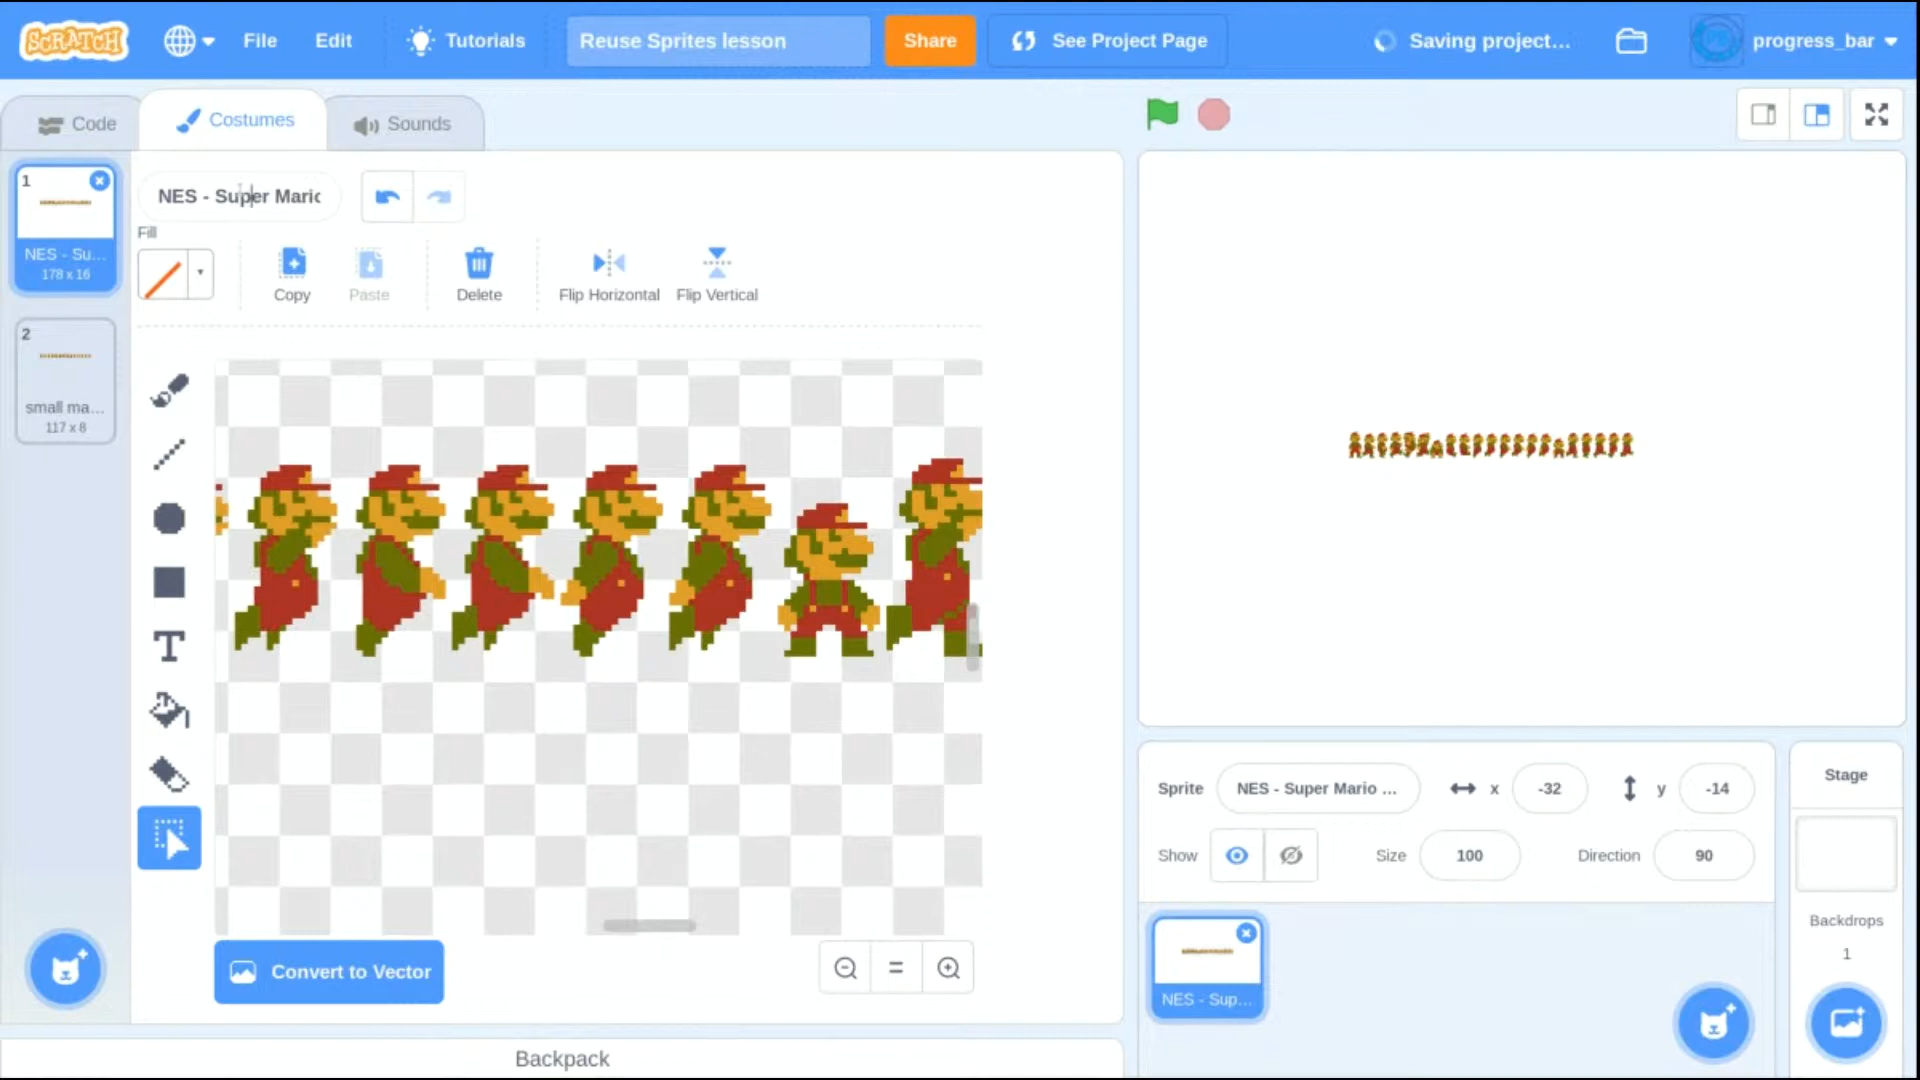 SCRATCH
File
Edit
Tutorials
Reuse Sprites lesson
Share
See Project Page
Saving project...
progress_bar
Code
Costumes
Sounds
1
NES - Su...
178 x 16
2
small ma...
117 x 8
NES - Super Mario
Fill
Copy
Paste
Delete
Flip Horizontal
Flip Vertical
T
Convert to Vector
Backpack
Sprite
NES - Super Mario ...
x
-32
y
-14
Show
Size
100
Direction
90
NES - Sup...
Stage
Backdrops
1